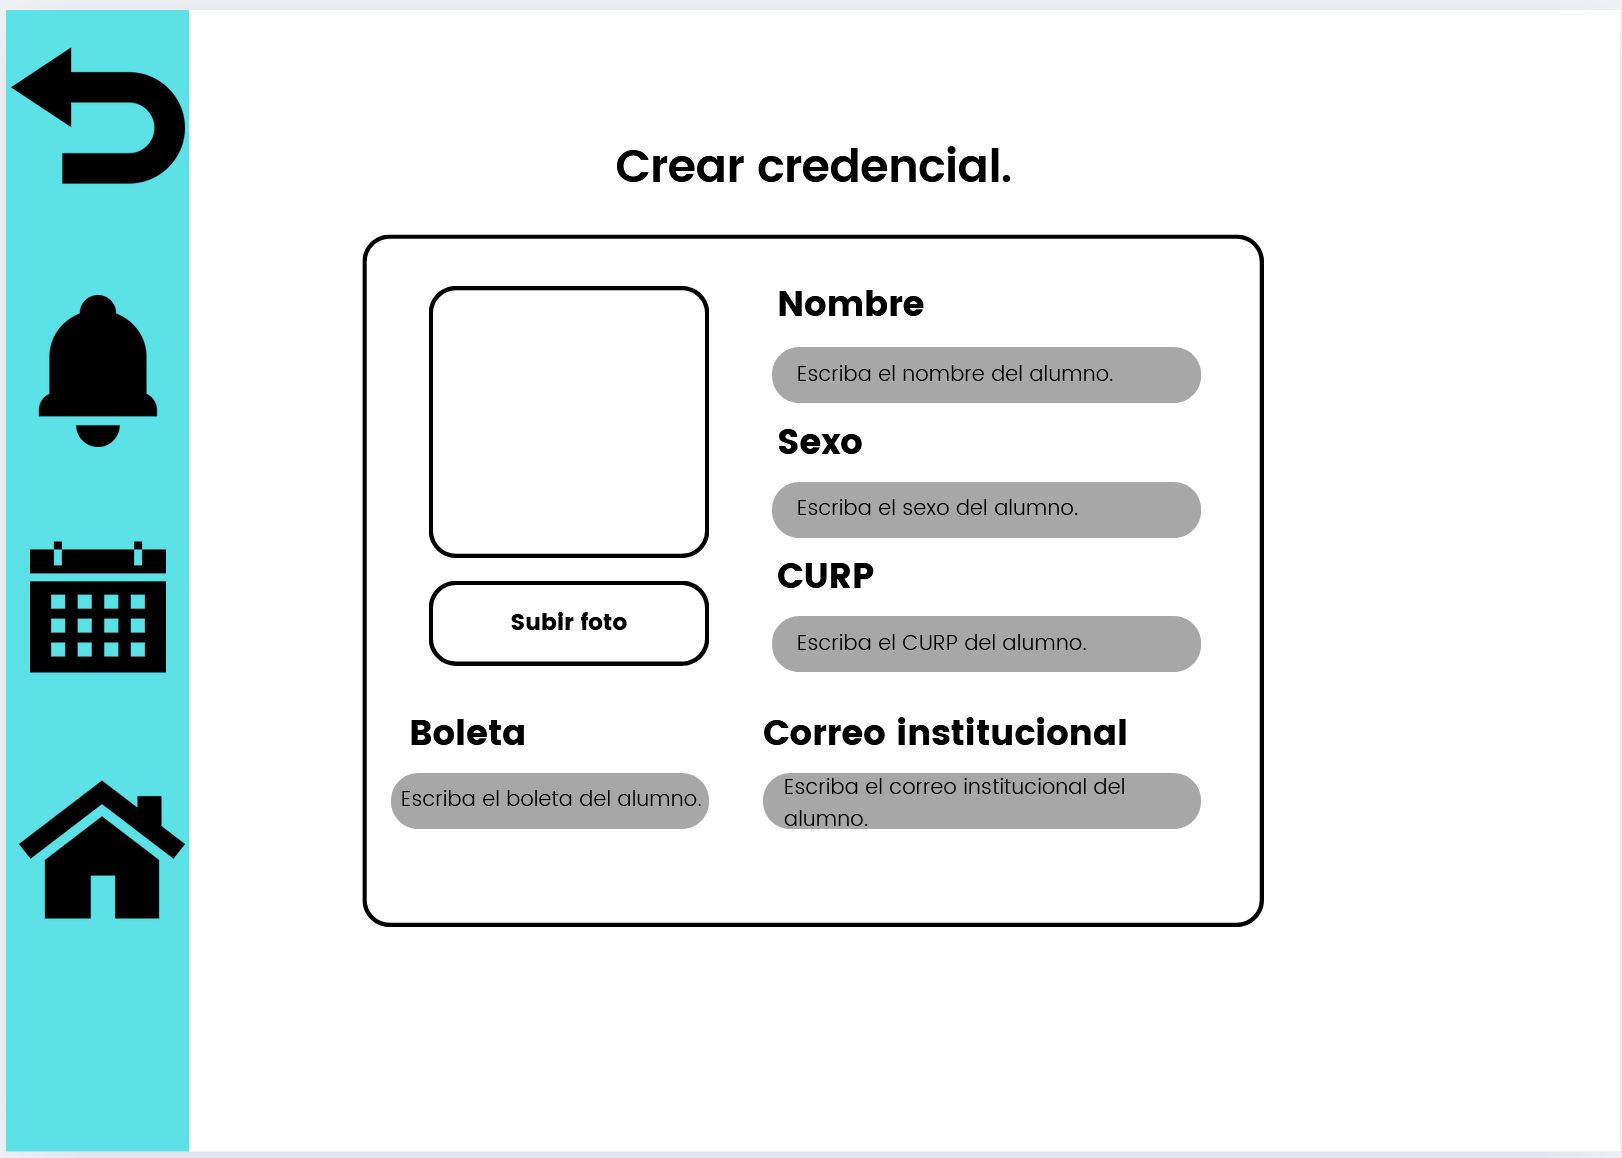 Crear credencial.
Nombre
Escriba el nombre del alumno.
Sexo
Escriba el sexo del alumno.
CURP
Escriba el CURP del alumno.
Subir foto
Boleta
Escriba el boleta del alumno.
Correo institucional
Escriba el correo institucional del
alumno.